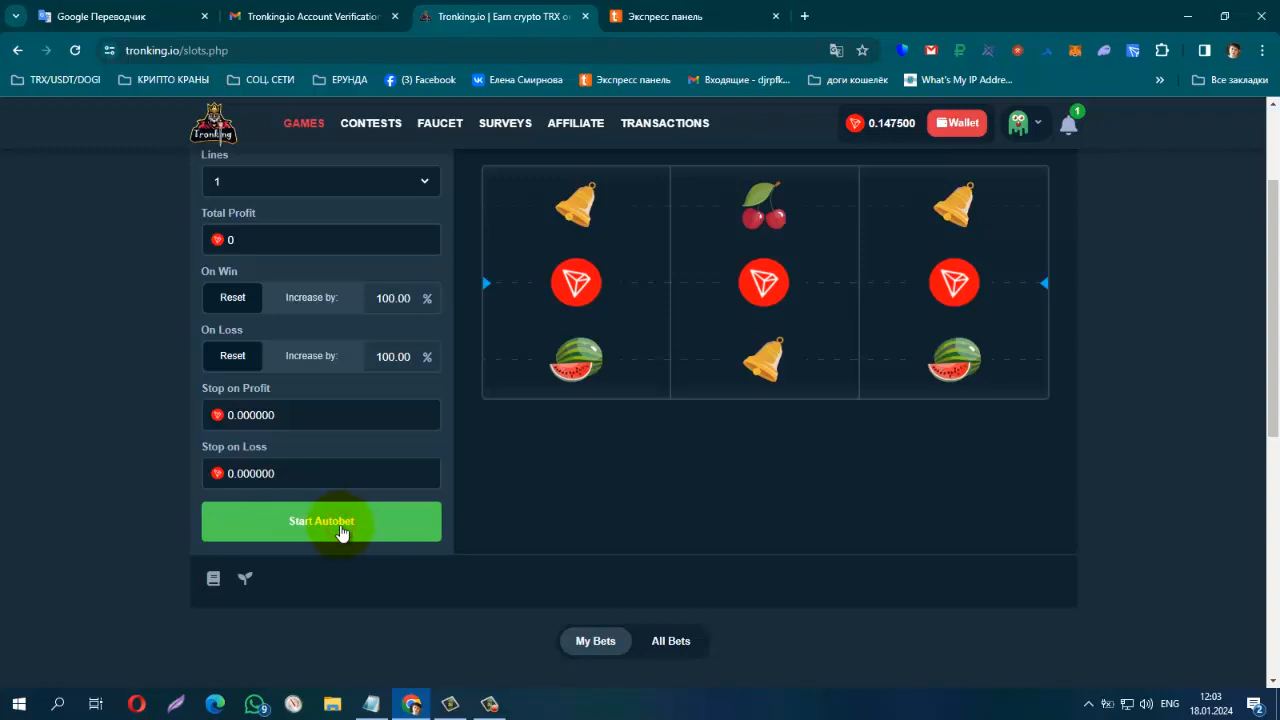 Google Переводчик
Tronking.io Account Verification
Tronking.io | Earn crypto TRX o
Экспресс панель
tronking.io/slots.php
TRX/USDT/DOGI
КРИПТО КРАНЫ
СОЦ. СЕТИ
ЕРУНДА
(3) Facebook
Елена Смирнова
Экспресс панель
Входящие - djrpfk...
доги кошелёк
What's My IP Addre...
Все закладки
Tronking
GAMES
CONTESTS
FAUCET
SURVEYS
AFFILIATE
TRANSACTIONS
0.147500
Wallet
1
Lines
1
Total Profit
0
On Win
Reset
Increase by:
100.00 %
On Loss
Reset
Increase by:
100.00 %
Stop on Profit
0.000000
Stop on Loss
0.000000
Start Autobet
My Bets
All Bets
9
ENG
12:03
18.01.2024
2